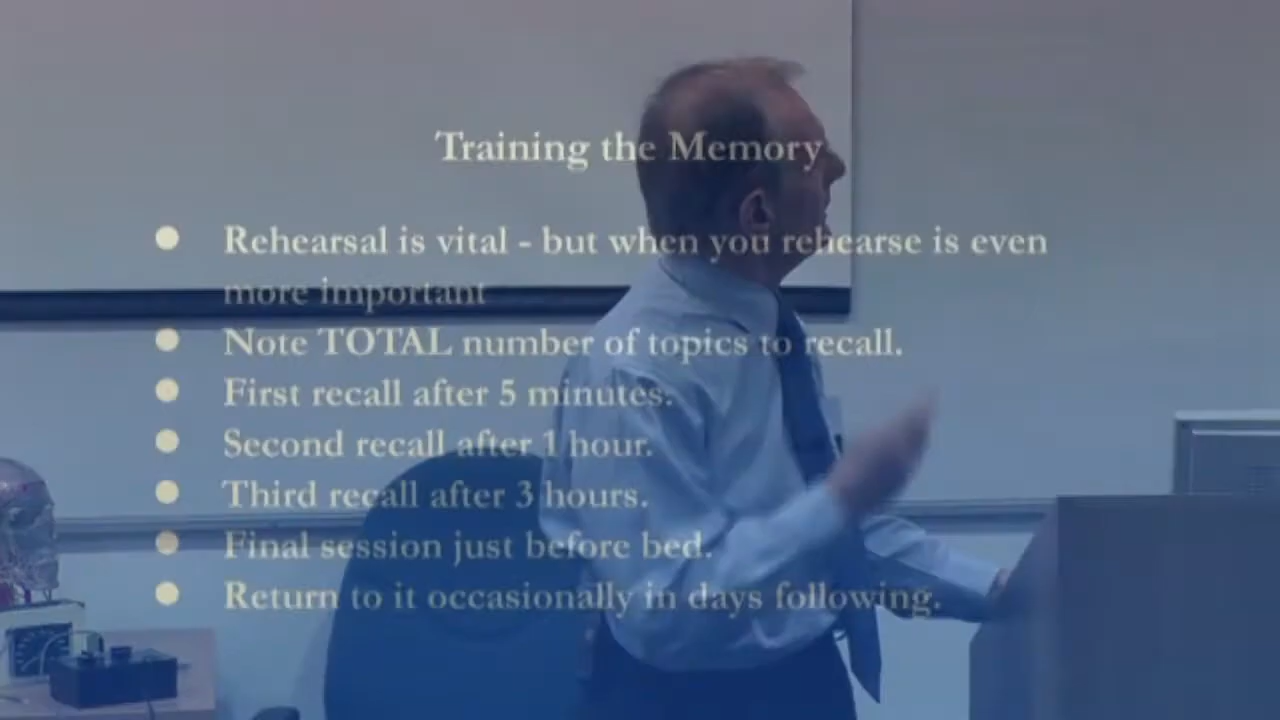 Training the Memory
Rehearsal is vital - but when you rehearse is even
more important
Note TOTAL number of topics to recall.
First recall after 5 minutes.
Second recall after 1 hour.
Third recall after 3 hours.
Final session just before bed.
Return to it occasionally in days following.